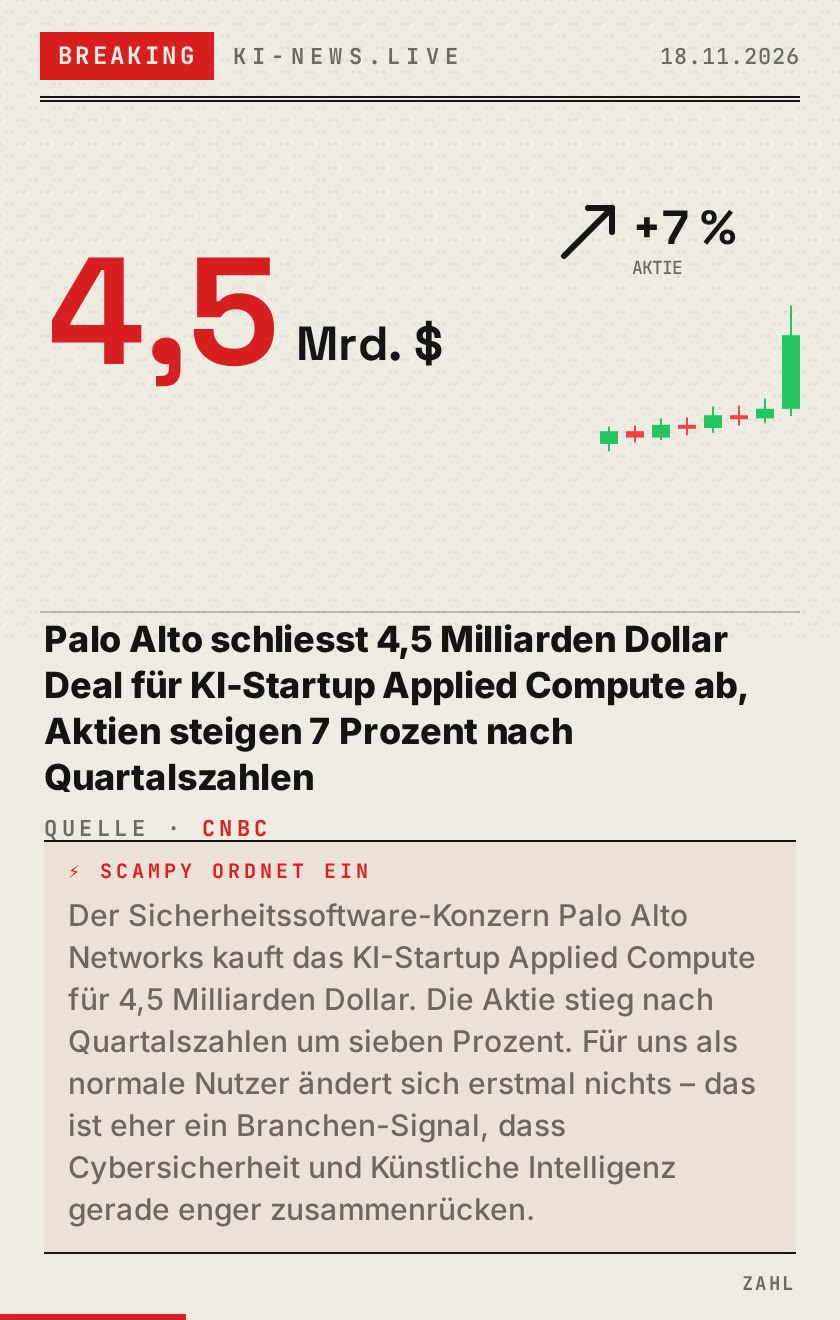 BREAKING KI-NEWS.LIVE 18.11.2026
+7 %
AKTIE
4,5 Mrd. $
Palo Alto schliesst 4,5 Milliarden Dollar
Deal für KI-Startup Applied Compute ab,
Aktien steigen 7 Prozent nach
Quartalszahlen
QUELLE · CNBC
⚡ SCAMPY ORDNET EIN
Der Sicherheitssoftware-Konzern Palo Alto
Networks kauft das KI-Startup Applied Compute
für 4,5 Milliarden Dollar. Die Aktie stieg nach
Quartalszahlen um sieben Prozent. Für uns als
normale Nutzer ändert sich erstmal nichts – das
ist eher ein Branchen-Signal, dass
Cybersicherheit und Künstliche Intelligenz
gerade enger zusammenrücken.
ZAHL